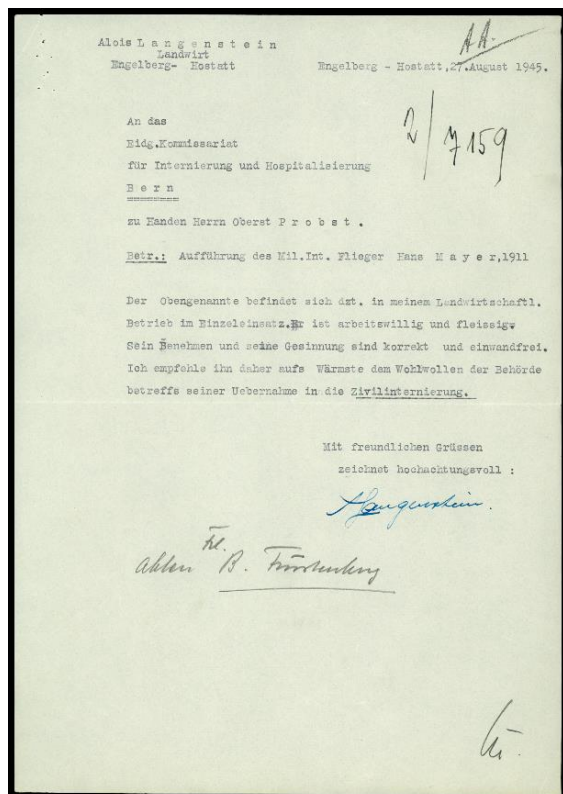 AA.
Alois L a n g e n s t e i n
Landwirt
Engelberg- Hostatt
Engelberg - Hostatt,27.August 1945.
2/7159
An das
Eidg.Kommissariat
für Internierung und Hospitalisierung
B e r n
zu Handen Herrn Oberst P r o b s t .
Betr.: Aufführung des Mil.Int. Flieger Hans M a y e r,1911
Der Obengenannte befindet sich dzt. in meinem Landwirtschaftl.
Betrieb im Einzeleinsatz.Er ist arbeitswillig und fleissig.
Sein Benehmen und seine Gesinnung sind korrekt und einwandfrei.
Ich empfehle ihn daher aufs Wärmste dem Wohlwollen der Behörde
betreffs seiner Uebernahme in die Zivilinternierung.
Mit freundlichen Grüssen
zeichnet hochachtungsvoll :
ALangenstein.
Frl.
B.